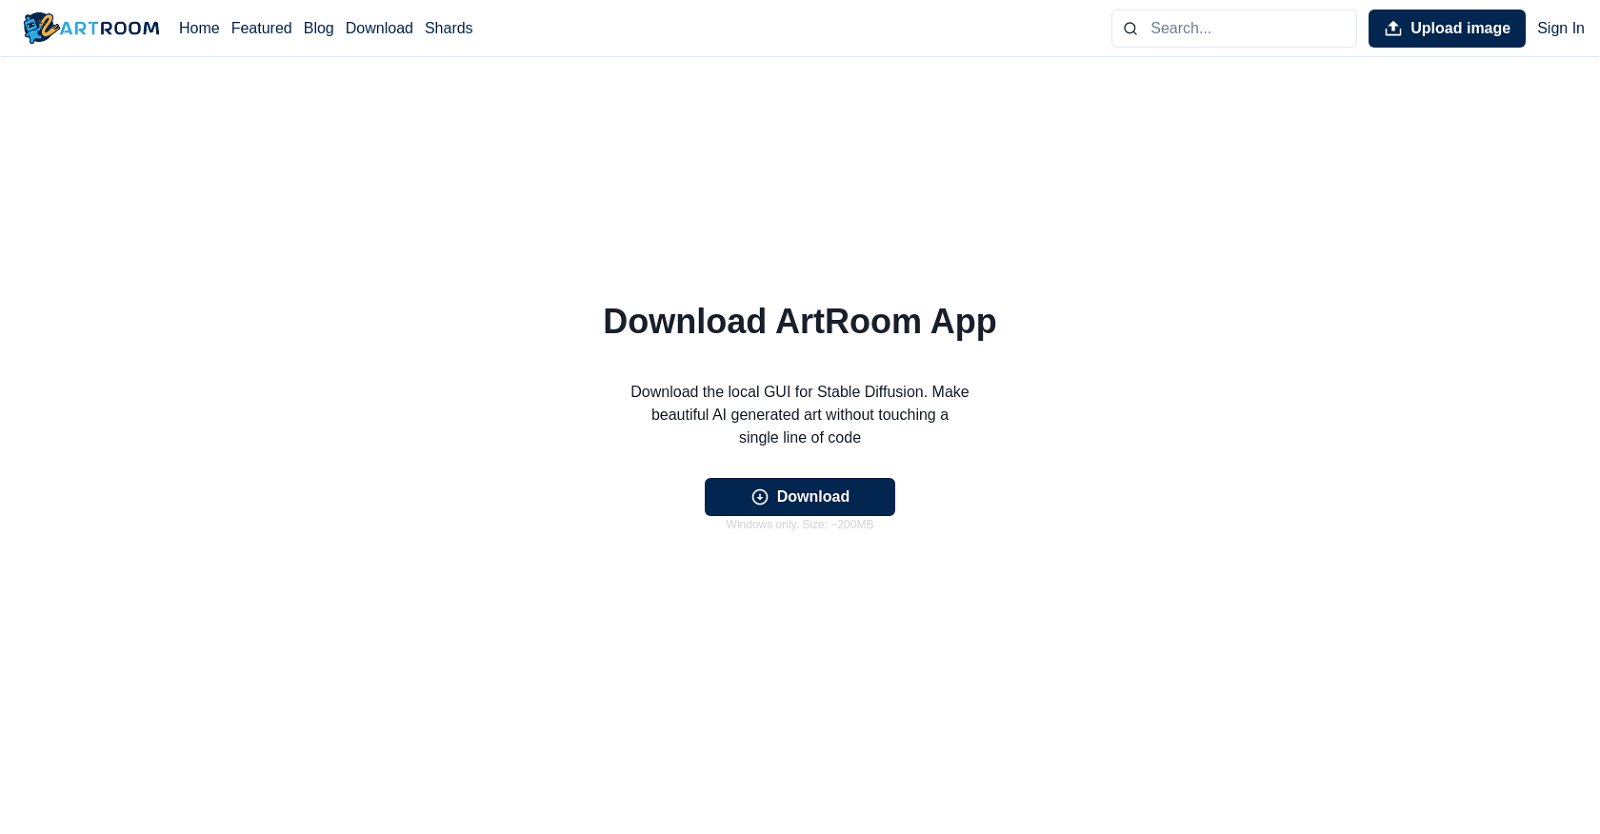 ARTROOM Home Featured Blog Download Shards Search... Upload image Sign In
Download ArtRoom App
Download the local GUI for Stable Diffusion. Make
beautiful AI generated art without touching a
single line of code
Download
Windows only. Size: ~200MB